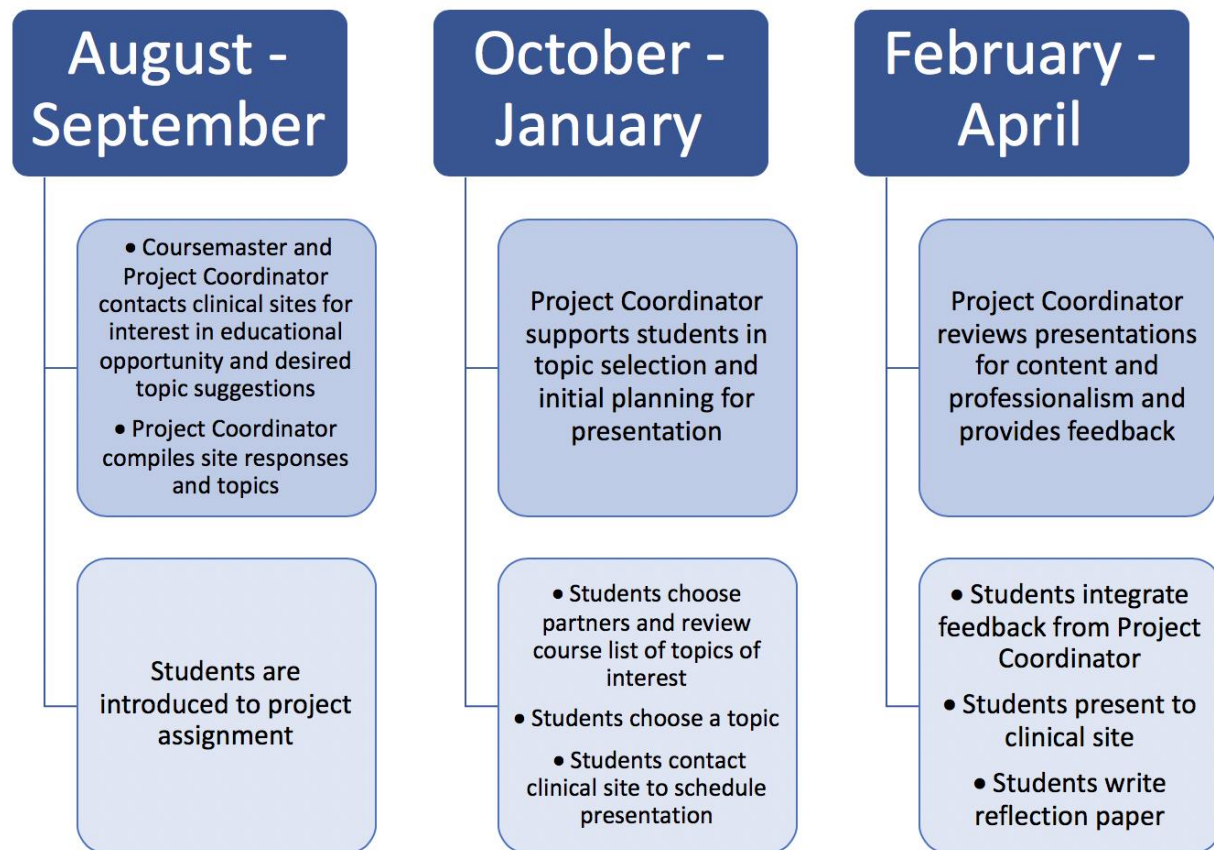 August -
September
• Coursemaster and
Project Coordinator
contacts clinical sites for
interest in educational
opportunity and desired
topic suggestions
• Project Coordinator
compiles site responses
and topics
Students are
introduced to project
assignment
October -
January
Project Coordinator
supports students in
topic selection and
initial planning for
presentation
• Students choose
partners and review
course list of topics of
interest
• Students choose a topic
• Students contact
clinical site to schedule
presentation
February -
April
Project Coordinator
reviews presentations
for content and
professionalism and
provides feedback
• Students integrate
feedback from Project
Coordinator
• Students present to
clinical site
• Students write
reflection paper